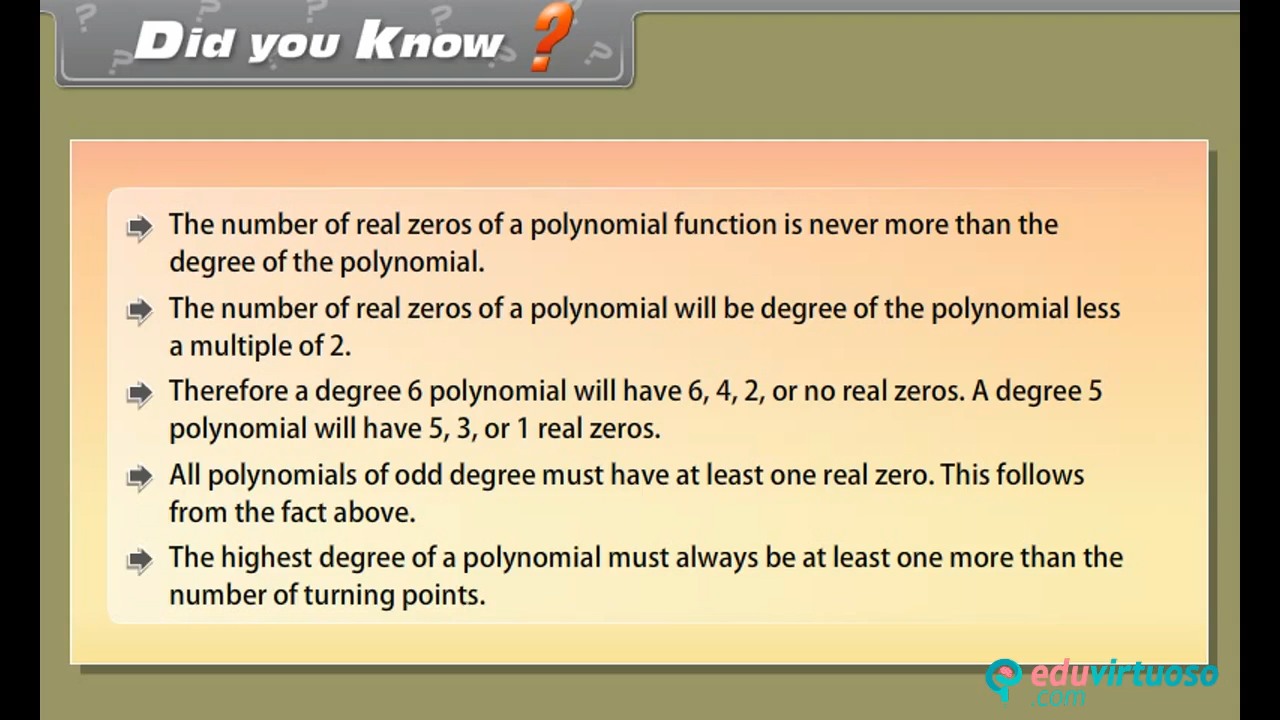 Did you Know ?
The number of real zeros of a polynomial function is never more than the
degree of the polynomial.
The number of real zeros of a polynomial will be degree of the polynomial less
a multiple of 2.
Therefore a degree 6 polynomial will have 6, 4, 2, or no real zeros. A degree 5
polynomial will have 5, 3, or 1 real zeros.
All polynomials of odd degree must have at least one real zero. This follows
from the fact above.
The highest degree of a polynomial must always be at least one more than the
number of turning points.
eduvirtuoso
.com